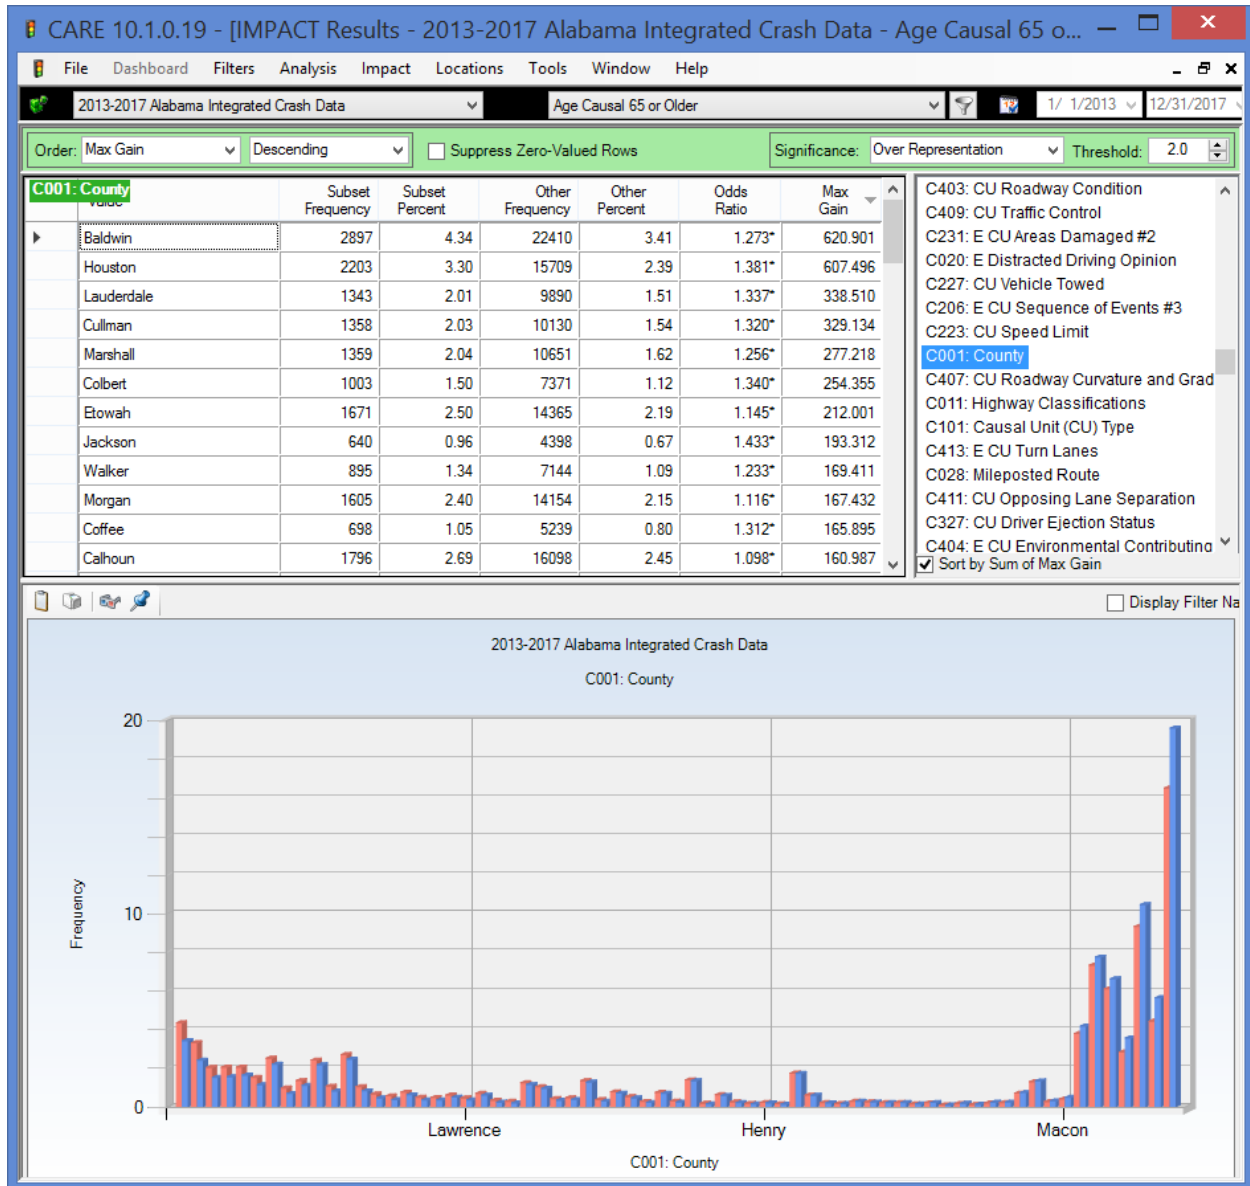 CARE 10.1.0.19 - [IMPACT Results - 2013-2017 Alabama Integrated Crash Data - Age Causal 65 o...
File Dashboard Filters Analysis Impact Locations Tools Window Help
2013-2017 Alabama Integrated Crash Data Age Causal 65 or Older 1/ 1/2013 12/31/2017
Order: Max Gain Descending Suppress Zero-Valued Rows Significance: Over Representation Threshold: 2.0
C001: County
Value Subset Frequency Subset Percent Other Frequency Other Percent Odds Ratio Max Gain
Baldwin 2897 4.34 22410 3.41 1.273* 620.901
Houston 2203 3.30 15709 2.39 1.381* 607.496
Lauderdale 1343 2.01 9890 1.51 1.337* 338.510
Cullman 1358 2.03 10130 1.54 1.320* 329.134
Marshall 1359 2.04 10651 1.62 1.256* 277.218
Colbert 1003 1.50 7371 1.12 1.340* 254.355
Etowah 1671 2.50 14365 2.19 1.145* 212.001
Jackson 640 0.96 4398 0.67 1.433* 193.312
Walker 895 1.34 7144 1.09 1.233* 169.411
Morgan 1605 2.40 14154 2.15 1.116* 167.432
Coffee 698 1.05 5239 0.80 1.312* 165.895
Calhoun 1796 2.69 16098 2.45 1.098* 160.987
C403: CU Roadway Condition
C409: CU Traffic Control
C231: E CU Areas Damaged #2
C020: E Distracted Driving Opinion
C227: CU Vehicle Towed
C206: E CU Sequence of Events #3
C223: CU Speed Limit
C001: County
C407: CU Roadway Curvature and Grad
C011: Highway Classifications
C101: Causal Unit (CU) Type
C413: E CU Turn Lanes
C028: Mileposted Route
C411: CU Opposing Lane Separation
C327: CU Driver Ejection Status
C404: E CU Environmental Contributing
Sort by Sum of Max Gain
Display Filter Na
2013-2017 Alabama Integrated Crash Data
C001: County
20
10
0
Frequency
Lawrence Henry Macon
C001: County